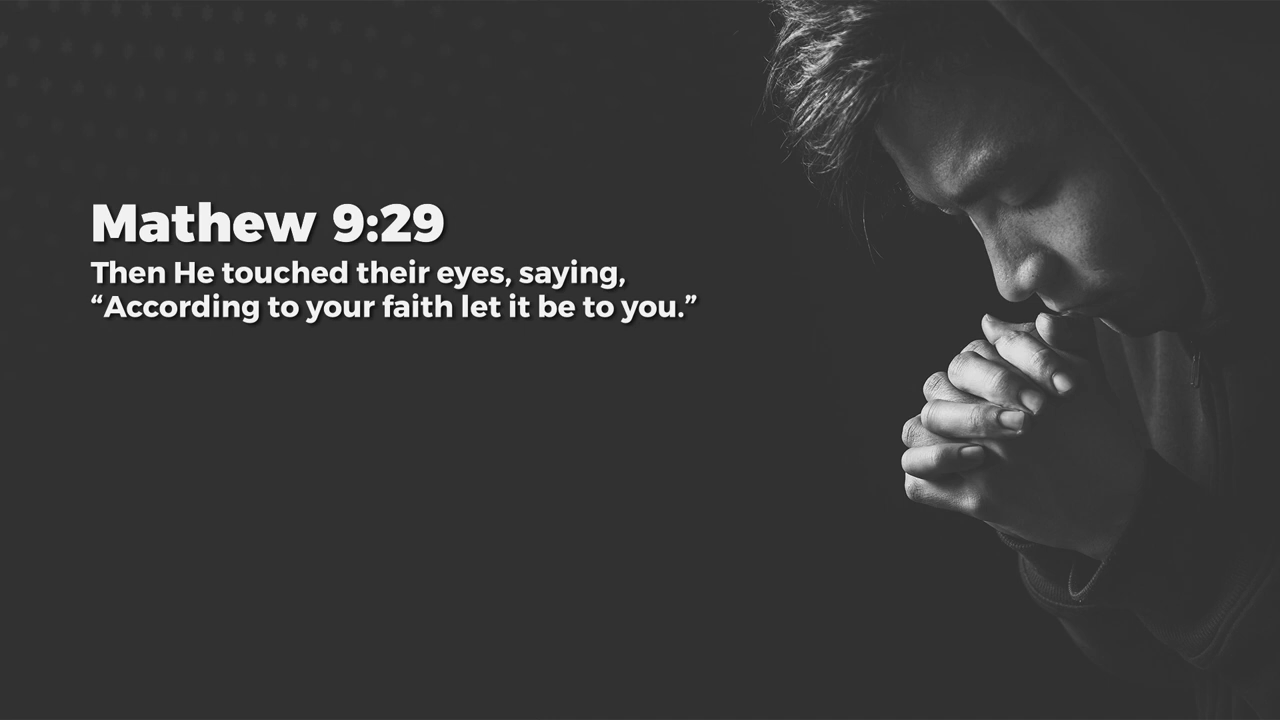 Mathew 9:29
Then He touched their eyes, saying,
“According to your faith let it be to you.”